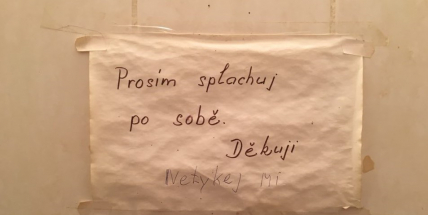 Prosím splachuj
po sobě.
Děkuji
Netykej mi